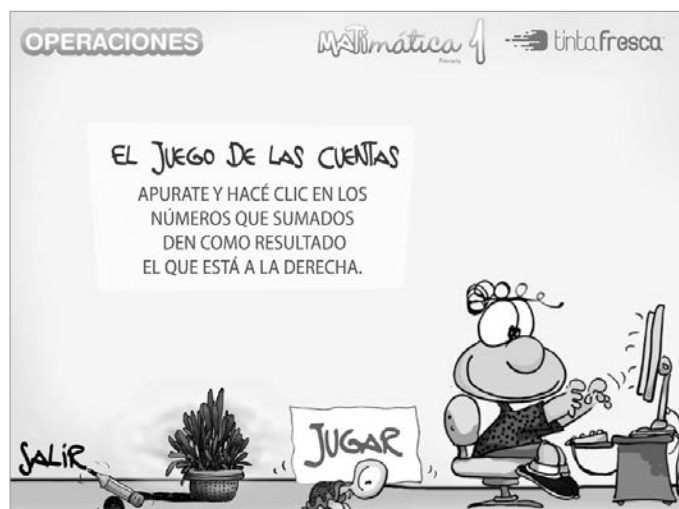 OPERACIONES
MATimática 1
tintafresca
EL JUEGO DE LAS CUENTAS
APURATE Y HACÉ CLIC EN LOS
NÚMEROS QUE SUMADOS
DEN COMO RESULTADO
EL QUE ESTÁ A LA DERECHA.
JUGAR
SALIR